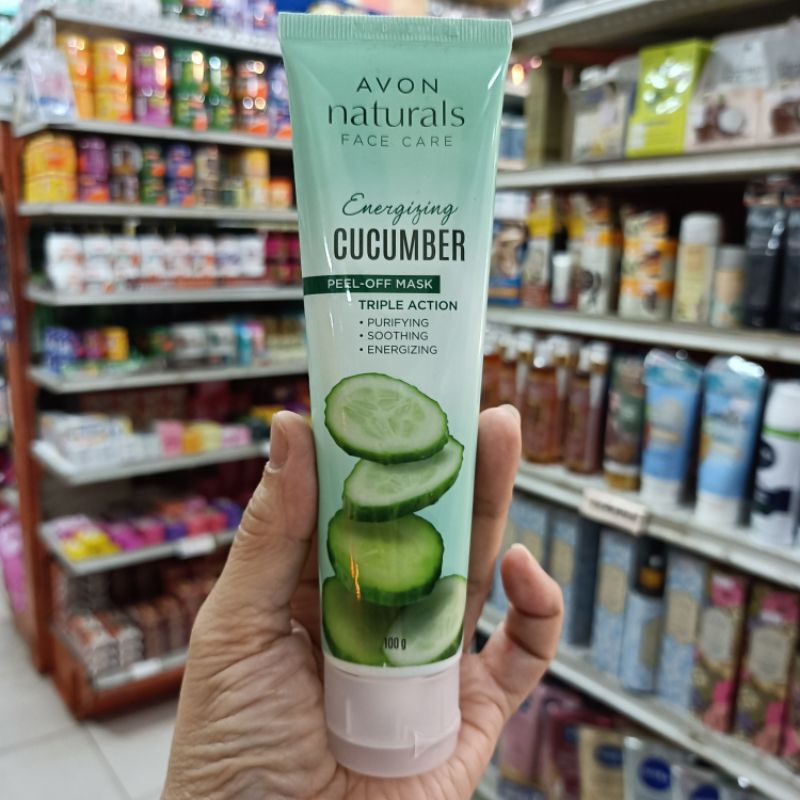 AVON
naturals
FACE CARE
Energizing
CUCUMBER
PEEL-OFF MASK
TRIPLE ACTION
• PURIFYING
• SOOTHING
• ENERGIZING
100 g